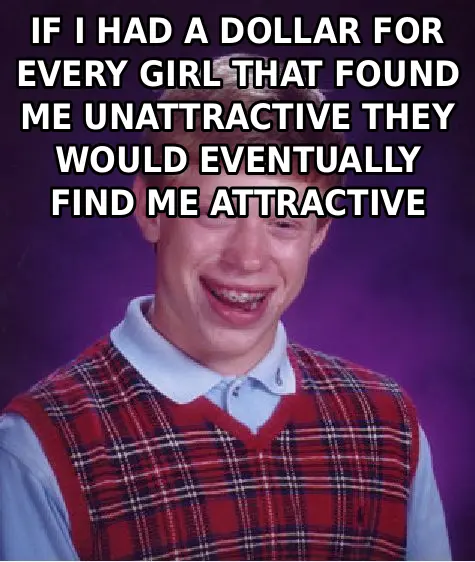 IF I HAD A DOLLAR FOR
EVERY GIRL THAT FOUND
ME UNATTRACTIVE THEY
WOULD EVENTUALLY
FIND ME ATTRACTIVE